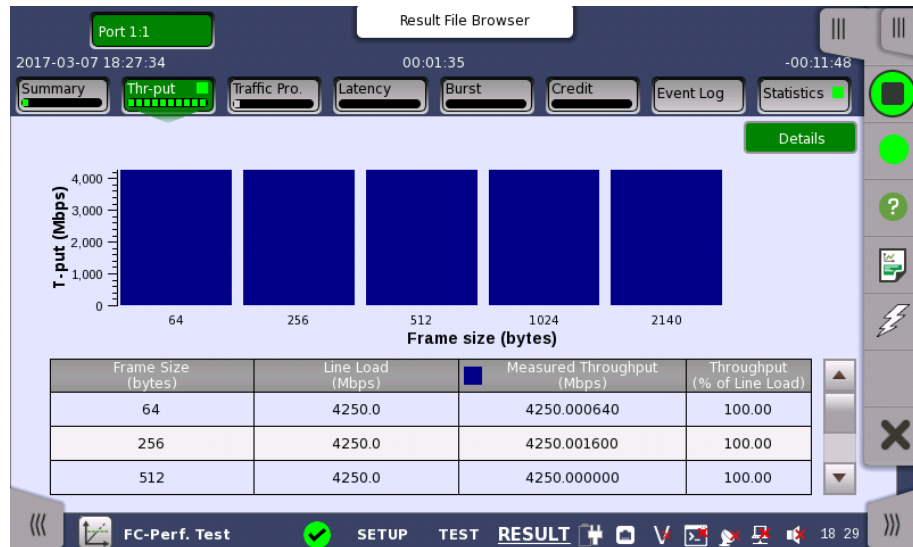 Port 1:1
Result File Browser
2017-03-07 18:27:34 00:01:35 -00:11:48
Summary Thr-put Traffic Pro. Latency Burst Credit Event Log Statistics
Details
T-put (Mbps)
4,000
3,000
2,000
1,000
0
64 256 512 1024 2140
Frame size (bytes)
Frame Size (bytes) Line Load (Mbps) Measured Throughput (Mbps) Throughput (% of Line Load)
64 4250.0 4250.000640 100.00
256 4250.0 4250.001600 100.00
512 4250.0 4250.000000 100.00
FC-Perf. Test SETUP TEST RESULT 18 29